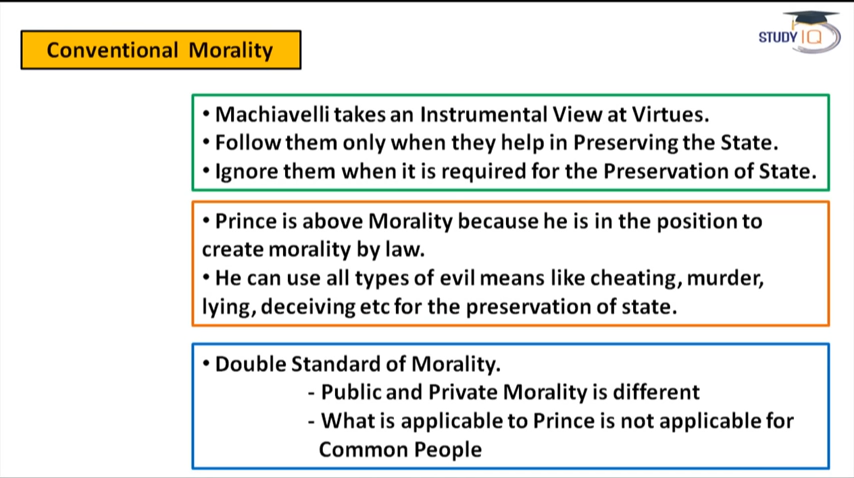 Conventional Morality
STUDY IQ
• Machiavelli takes an Instrumental View at Virtues.
• Follow them only when they help in Preserving the State.
• Ignore them when it is required for the Preservation of State.
• Prince is above Morality because he is in the position to
create morality by law.
• He can use all types of evil means like cheating, murder,
lying, deceiving etc for the preservation of state.
• Double Standard of Morality.
- Public and Private Morality is different
- What is applicable to Prince is not applicable for
Common People